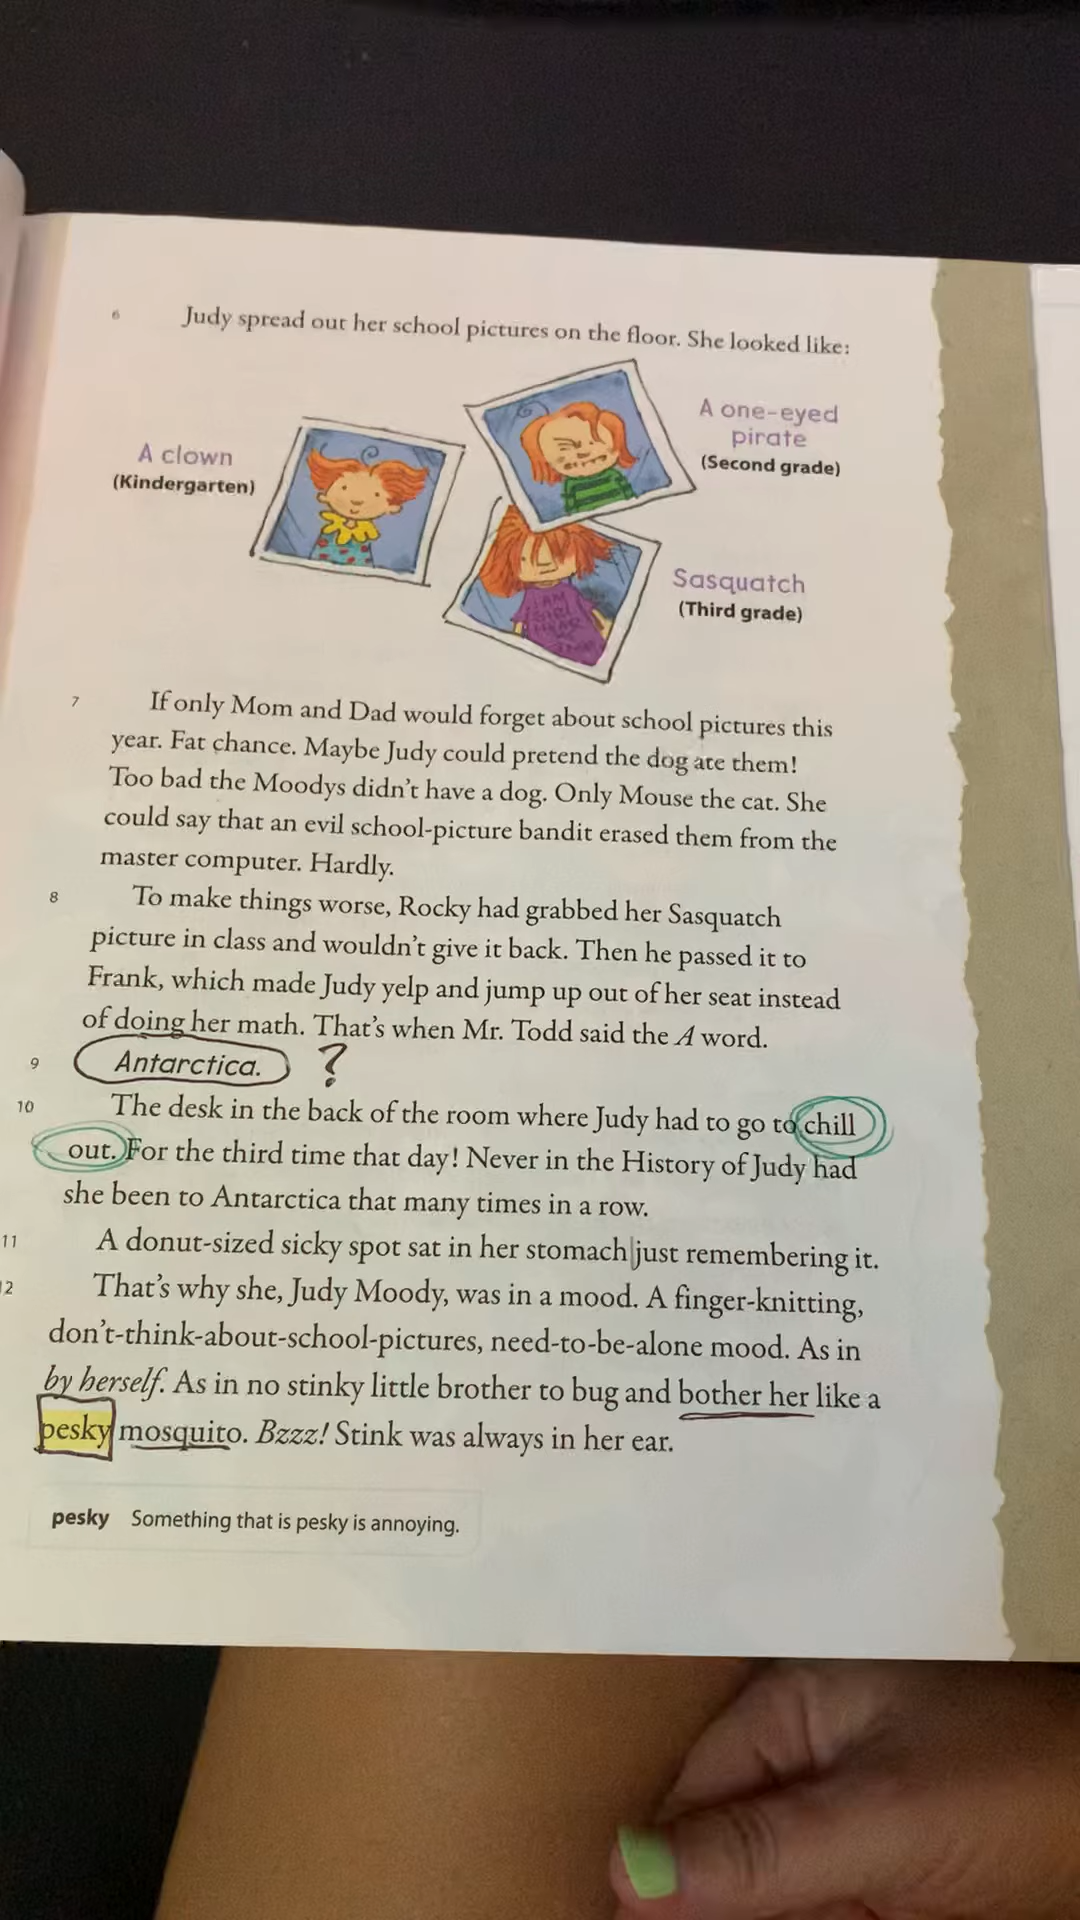 6 Judy spread out her school pictures on the floor. She looked like:
A clown
(Kindergarten)
A one-eyed
pirate
(Second grade)
Sasquatch
(Third grade)
I AM
7 If only Mom and Dad would forget about school pictures this
year. Fat chance. Maybe Judy could pretend the dog ate them!
Too bad the Moodys didn't have a dog. Only Mouse the cat. She
could say that an evil school-picture bandit erased them from the
master computer. Hardly.
8 To make things worse, Rocky had grabbed her Sasquatch
picture in class and wouldn't give it back. Then he passed it to
Frank, which made Judy yelp and jump up out of her seat instead
of doing her math. That's when Mr. Todd said the A word.
9 Antarctica. ?
10 The desk in the back of the room where Judy had to go to chill
out. For the third time that day! Never in the History of Judy had
she been to Antarctica that many times in a row.
11 A donut-sized sicky spot sat in her stomach just remembering it.
12 That's why she, Judy Moody, was in a mood. A finger-knitting,
don't-think-about-school-pictures, need-to-be-alone mood. As in
by herself. As in no stinky little brother to bug and bother her like a
pesky mosquito. Bzzz! Stink was always in her ear.
pesky Something that is pesky is annoying.